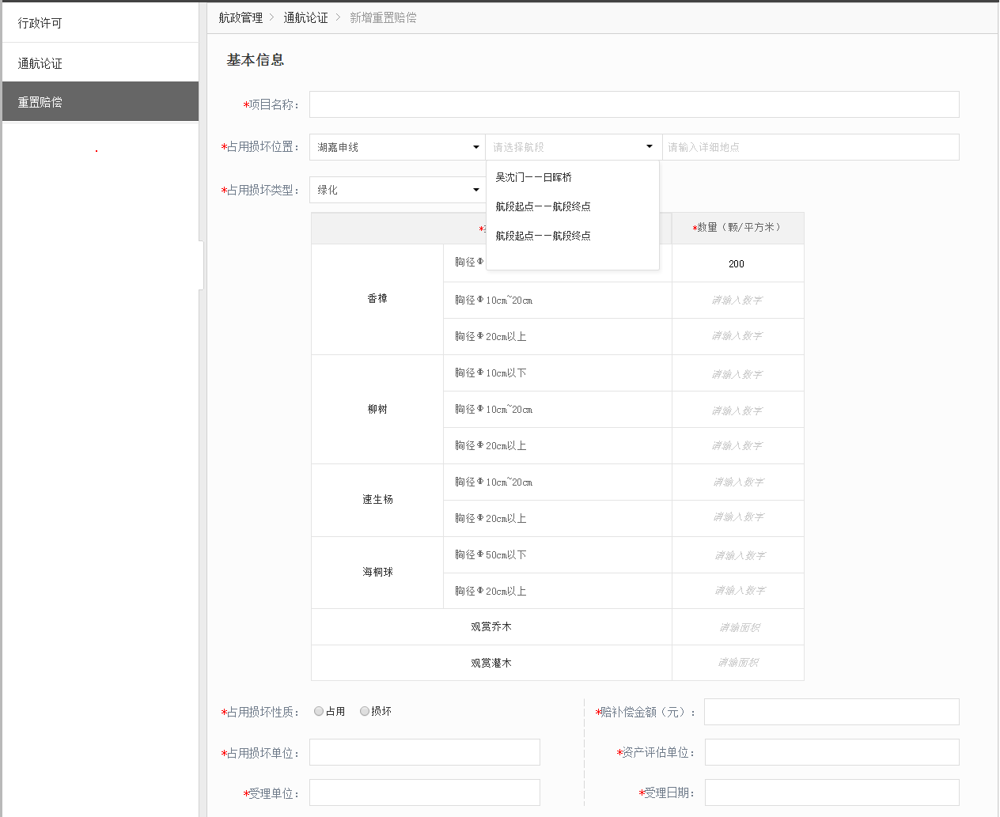 行政许可
通航论证
重置赔偿
航政管理 > 通航论证 > 新增重置赔偿
基本信息
*项目名称：
*占用损坏位置： 湖嘉申线 请选择航段 请输入详细地点
吴沈门——日晖桥
航段起点——航段终点
航段起点——航段终点
*占用损坏类型： 绿化
* *数量（颗/平方米）
香樟
胸径Φ 200
胸径Φ10cm~20cm 请输入数字
胸径Φ20cm以上 请输入数字
柳树
胸径Φ10cm以下 请输入数字
胸径Φ10cm~20cm 请输入数字
胸径Φ20cm以上 请输入数字
速生杨
胸径Φ10cm~20cm 请输入数字
胸径Φ20cm以上 请输入数字
海桐球
胸径Φ50cm以下 请输入数字
胸径Φ20cm以上 请输入数字
观赏乔木 请输面积
观赏灌木 请输面积
*占用损坏性质： 占用 损坏 *赔补偿金额（元）：
*占用损坏单位： *资产评估单位：
*受理单位： *受理日期：